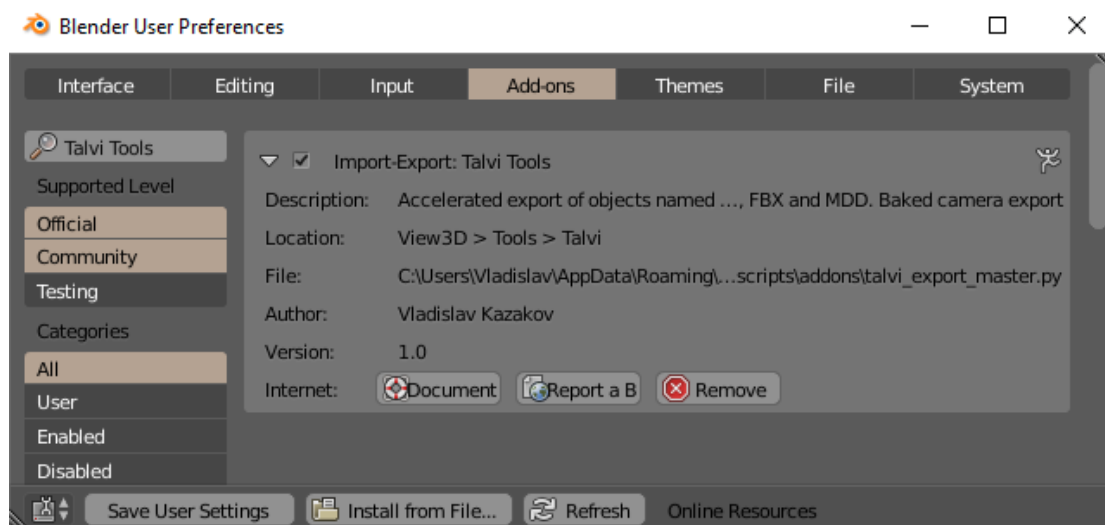 Blender User Preferences
Interface Editing Input Add-ons Themes File System
Talvi Tools
Supported Level
Official
Community
Testing
Categories
All
User
Enabled
Disabled
Import-Export: Talvi Tools
Description: Accelerated export of objects named ..., FBX and MDD. Baked camera export
Location: View3D > Tools > Talvi
File: C:\Users\Vladislav\AppData\Roaming\...scripts\addons\talvi_export_master.py
Author: Vladislav Kazakov
Version: 1.0
Internet: Document Report a B Remove
Save User Settings Install from File... Refresh Online Resources